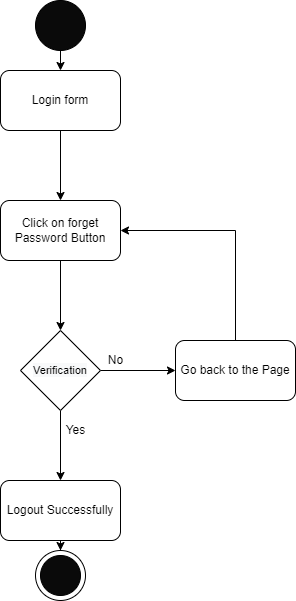 Login form
Click on forget
Password Button
Verification
No
Go back to the Page
Yes
Logout Successfully